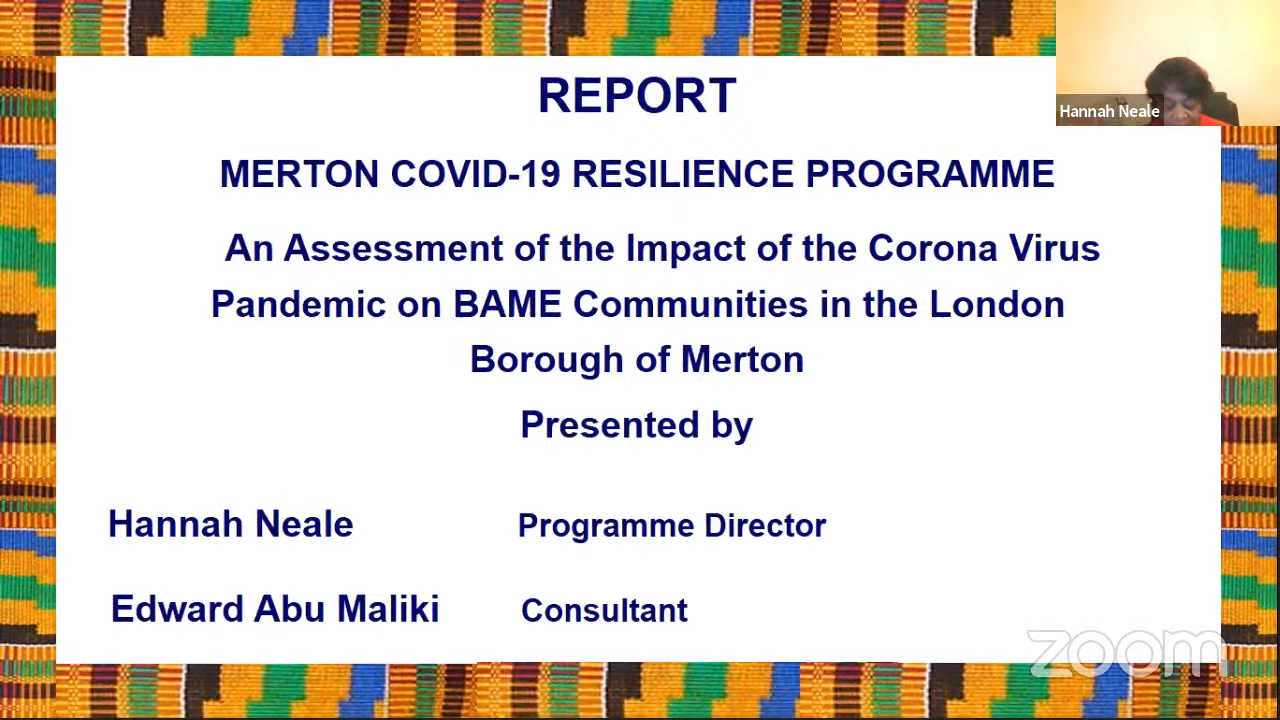 REPORT
Hannah Neale
MERTON COVID-19 RESILIENCE PROGRAMME
An Assessment of the Impact of the Corona Virus
Pandemic on BAME Communities in the London
Borough of Merton
Presented by
Hannah Neale Programme Director
Edward Abu Maliki Consultant
zoom